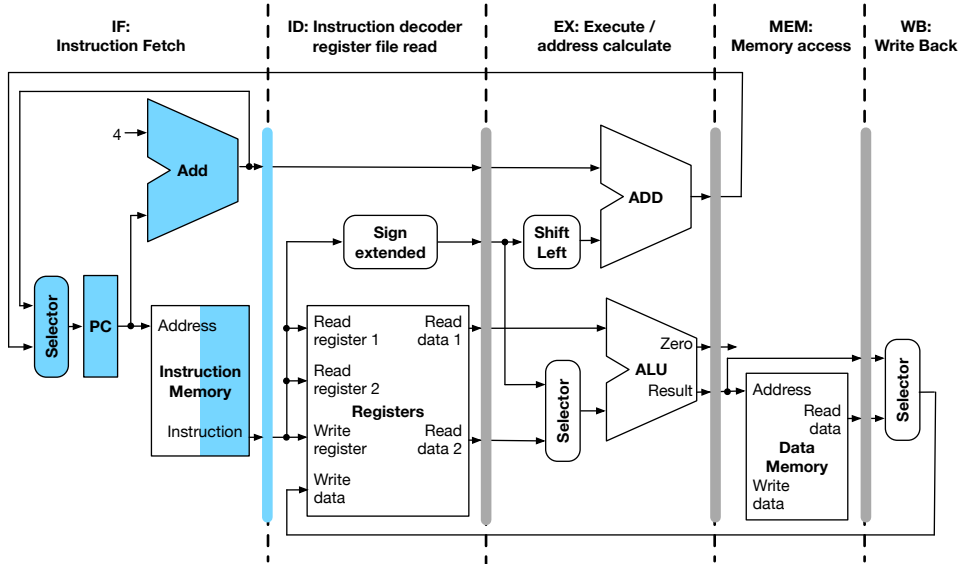 IF:
Instruction Fetch
ID: Instruction decoder
register file read
EX: Execute /
address calculate
MEM:
Memory access
WB:
Write Back
4
Add
ADD
Sign
extended
Shift
Left
Selector
PC
Address
Instruction
Memory
Instruction
Read
register 1
Read
data 1
Read
register 2
Registers
Write
register
Read
data 2
Write
data
Selector
Zero
ALU
Result
Address
Read
data
Data
Memory
Write
data
Selector